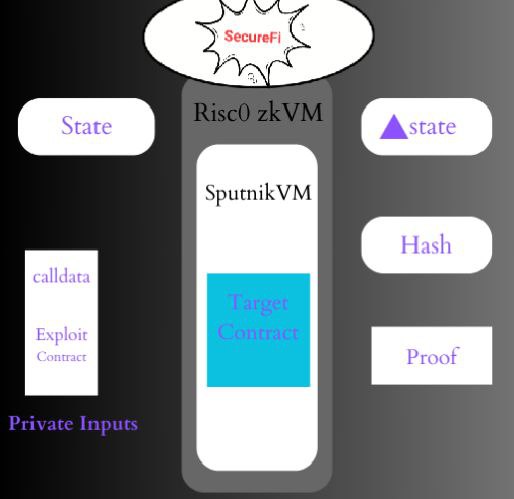 SecureFi
Risc0 zkVM
State
▲state
SputnikVM
Hash
calldata
Target
Contract
Exploit
Contract
Proof
Private Inputs